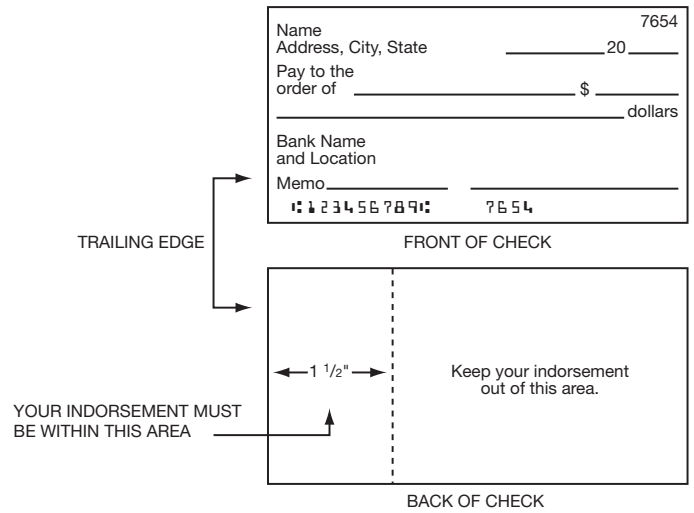 7654
Name
Address, City, State 20
Pay to the
order of $
dollars
Bank Name
and Location
Memo
⑆123456789⑆ 7654
TRAILING EDGE
FRONT OF CHECK
1 1/2"
Keep your indorsement
out of this area.
YOUR INDORSEMENT MUST
BE WITHIN THIS AREA
BACK OF CHECK